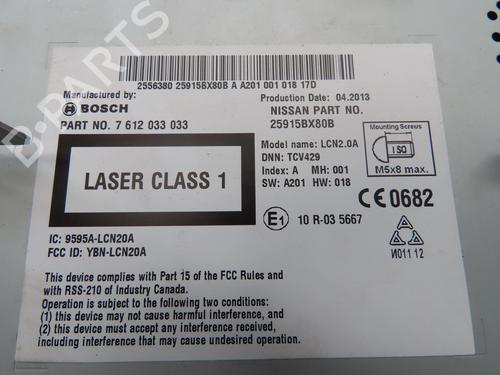 2556380 25915BX80B A A201 001 018 17D
Manufactured by:
BOSCH
PART NO. 7 612 033 033
Production Date 04.2013
NISSAN PART NO.
25915BX80B
Mounting Screws
ISO
M5x8 max.
LASER CLASS 1
Model name: LCN2.0A
DNN: TCV429
Index: A MH: 001
SW: A201 HW: 018
CE0682
E1 10 R-03 5667
И011 12
IC: 9595A-LCN20A
FCC ID: YBN-LCN20A
This device complies with Part 15 of the FCC Rules and
with RSS-210 of Industry Canada.
Operation is subject to the following two conditions:
(1) this device may not cause harmful interference, and
(2) this device must accept any interference received,
including interference that may cause undesired operation.
B-PARTS